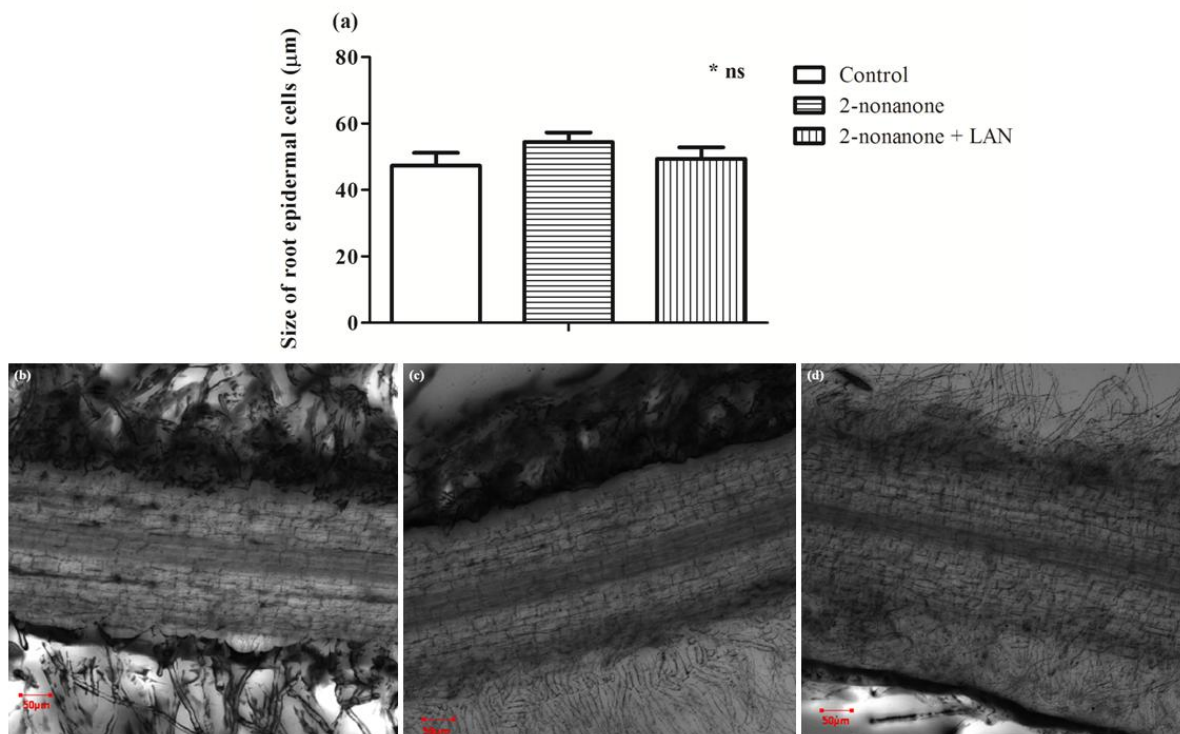 (a)
Size of root epidermal cells (µm)
80
60
40
20
0
* ns
Control
2-nonanone
2-nonanone + LAN
(b)
(c)
(d)
50µm
50µm